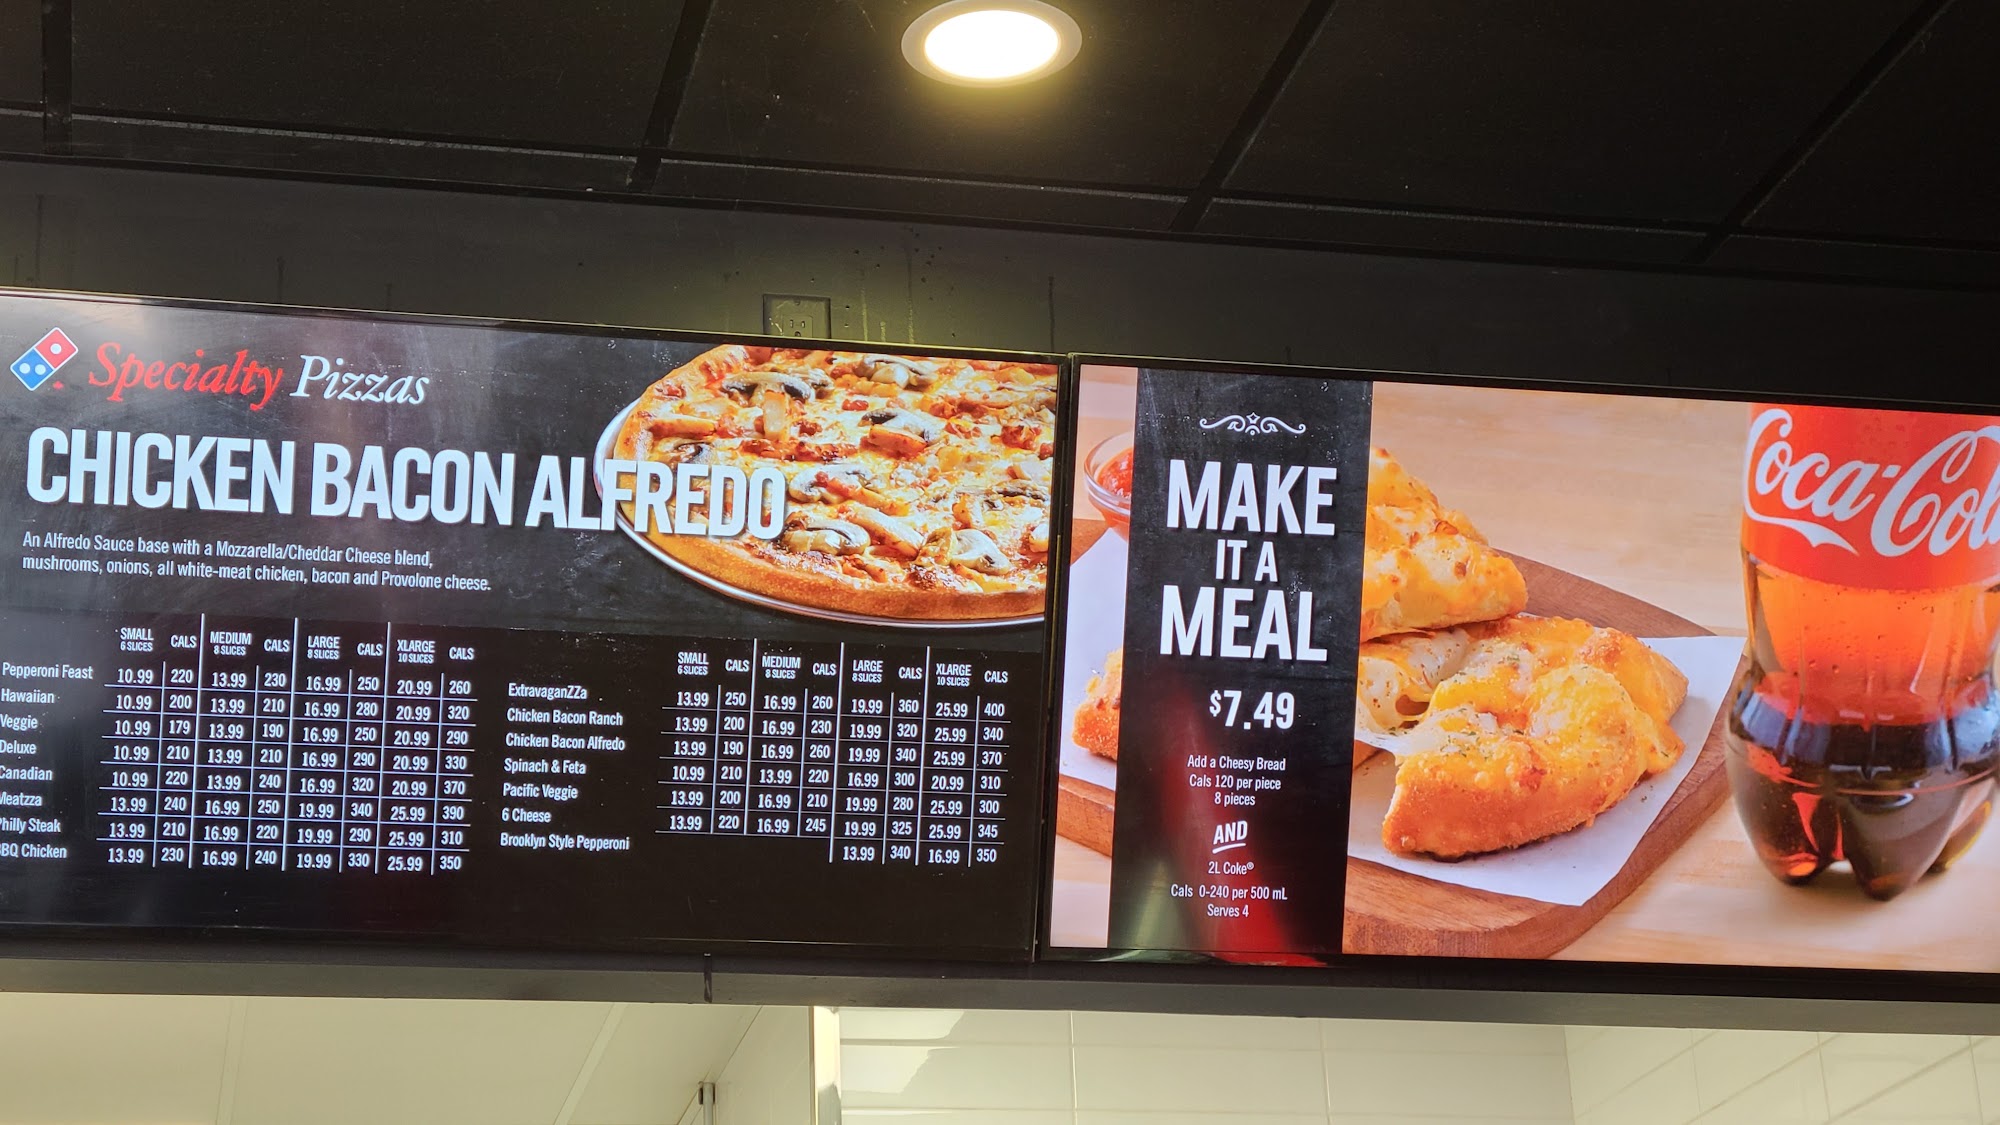 Specialty Pizzas
CHICKEN BACON ALFREDO
An Alfredo Sauce base with a Mozzarella/Cheddar Cheese blend,
mushrooms, onions, all white-meat chicken, bacon and Provolone cheese.
SMALL CALS MEDIUM CALS LARGE CALS XLARGE CALS
6 SLICES 8 SLICES 8 SLICES 10 SLICES
Pepperoni Feast 10.99 220 13.99 230 16.99 250 20.99 260
Hawaiian 10.99 200 13.99 210 16.99 280 20.99 320
Veggie 10.99 179 13.99 190 16.99 250 20.99 290
Deluxe 10.99 210 13.99 210 16.99 290 20.99 330
Canadian 10.99 220 13.99 240 16.99 320 20.99 370
Meatzza 13.99 240 16.99 250 19.99 340 25.99 390
Philly Steak 13.99 210 16.99 220 19.99 290 25.99 310
BBQ Chicken 13.99 230 16.99 240 19.99 330 25.99 350
SMALL CALS MEDIUM CALS LARGE CALS XLARGE CALS
6 SLICES 8 SLICES 8 SLICES 10 SLICES
ExtravaganZZa 13.99 250 16.99 260 19.99 360 25.99 400
Chicken Bacon Ranch 13.99 200 16.99 230 19.99 320 25.99 340
Chicken Bacon Alfredo 13.99 190 16.99 260 19.99 340 25.99 370
Spinach & Feta 10.99 210 13.99 220 16.99 300 20.99 310
Pacific Veggie 13.99 200 16.99 210 19.99 280 25.99 300
6 Cheese 13.99 220 16.99 245 19.99 325 25.99 345
Brooklyn Style Pepperoni 13.99 340 16.99 350
MAKE
IT A
MEAL
$7.49
Add a Cheesy Bread
Cals 120 per piece
8 pieces
AND
2L Coke®
Cals 0-240 per 500 mL
Serves 4
Coca-Cola